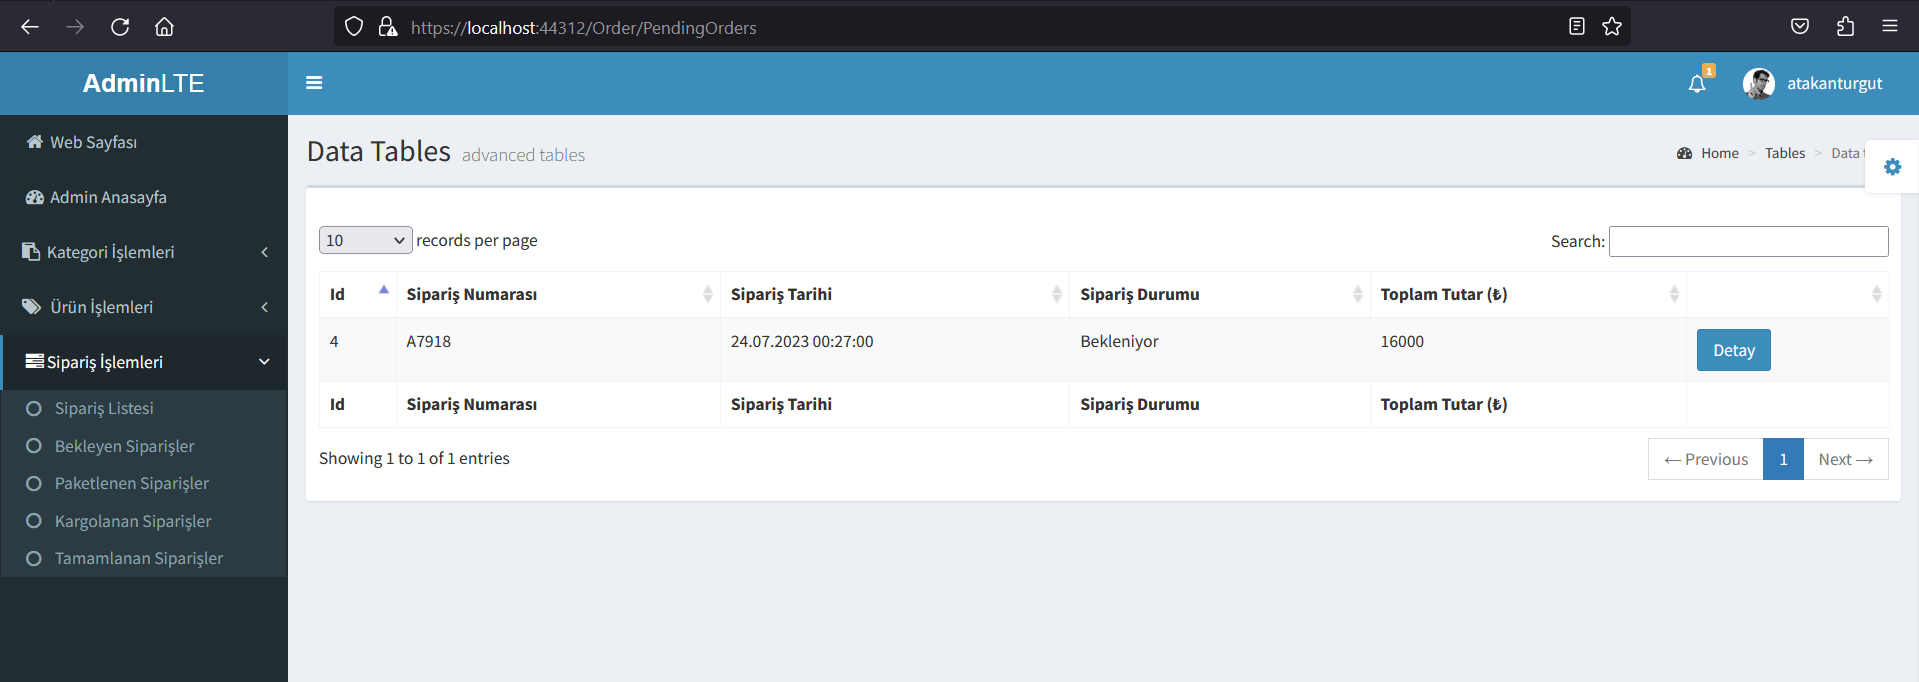 https://localhost:44312/Order/PendingOrders
AdminLTE
1
atakanturgut
Web Sayfası
Admin Anasayfa
Kategori İşlemleri
Ürün İşlemleri
Sipariş İşlemleri
Sipariş Listesi
Bekleyen Siparişler
Paketlenen Siparişler
Kargolanan Siparişler
Tamamlanan Siparişler
Data Tables advanced tables
Home > Tables > Data t
10 records per page
Search:
Id Sipariş Numarası Sipariş Tarihi Sipariş Durumu Toplam Tutar (₺)
4 A7918 24.07.2023 00:27:00 Bekleniyor 16000 Detay
Id Sipariş Numarası Sipariş Tarihi Sipariş Durumu Toplam Tutar (₺)
Showing 1 to 1 of 1 entries
← Previous 1 Next →